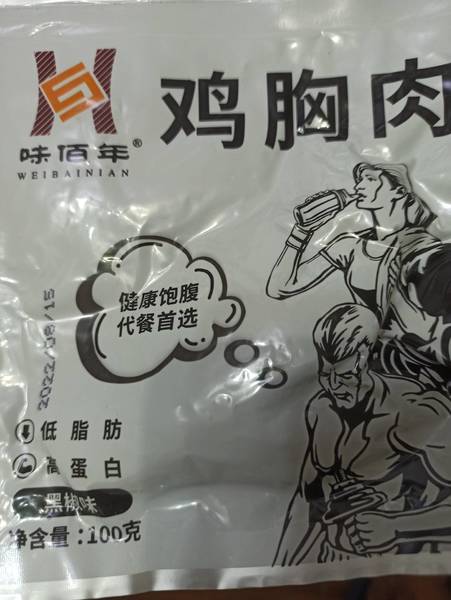 味佰年®
WEIBAINIAN
鸡胸肉
健康饱腹
代餐首选
2022/08/15
低脂肪
高蛋白
黑椒味
净含量:100克